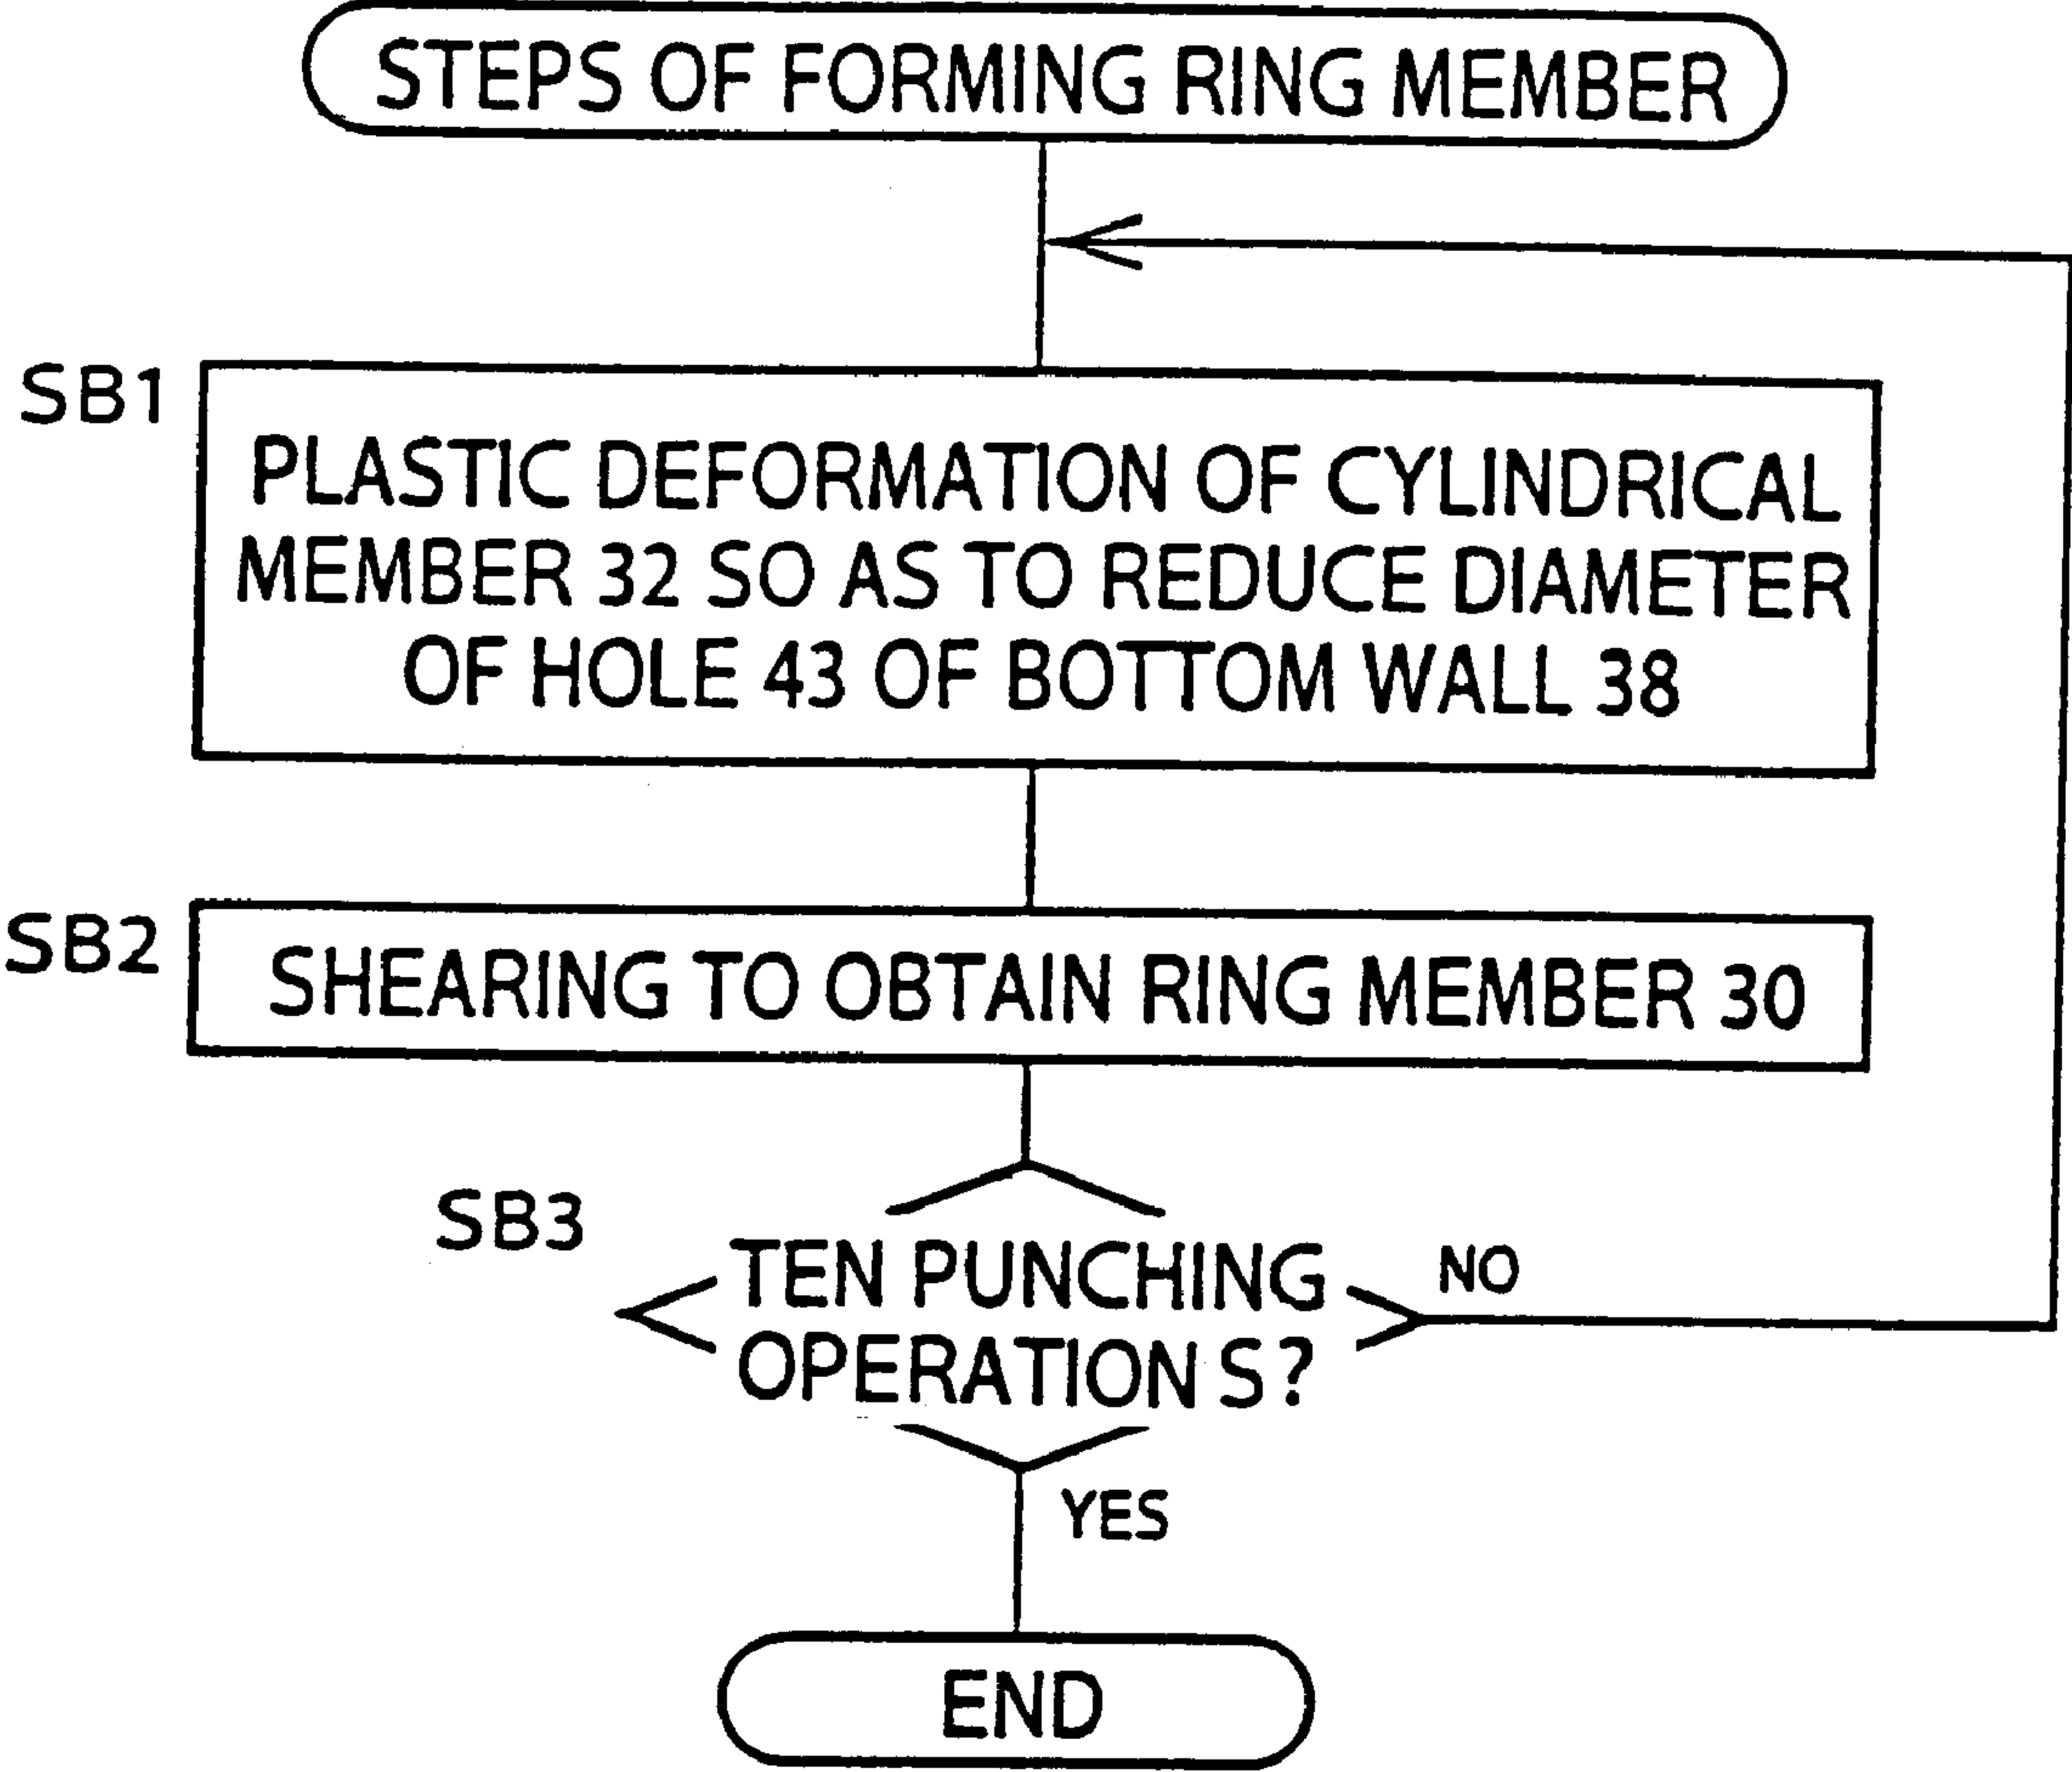 STEPS OF FORMING RING MEMBER
SB1
PLASTIC DEFORMATION OF CYLINDRICAL
MEMBER 32 SO AS TO REDUCE DIAMETER
OF HOLE 43 OF BOTTOM WALL 38
SB2
SHEARING TO OBTAIN RING MEMBER 30
SB3
TEN PUNCHING
OPERATIONS?
NO
YES
END